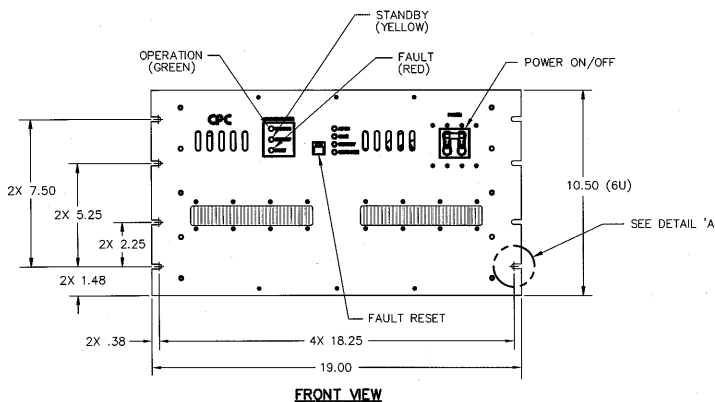 STANDBY
(YELLOW)
OPERATION
(GREEN)
FAULT
(RED)
POWER ON/OFF
CPC
POWER
2X 7.50
2X 5.25
2X 2.25
2X 1.48
10.50 (6U)
SEE DETAIL 'A
FAULT RESET
2X .38
4X 18.25
19.00
FRONT VIEW